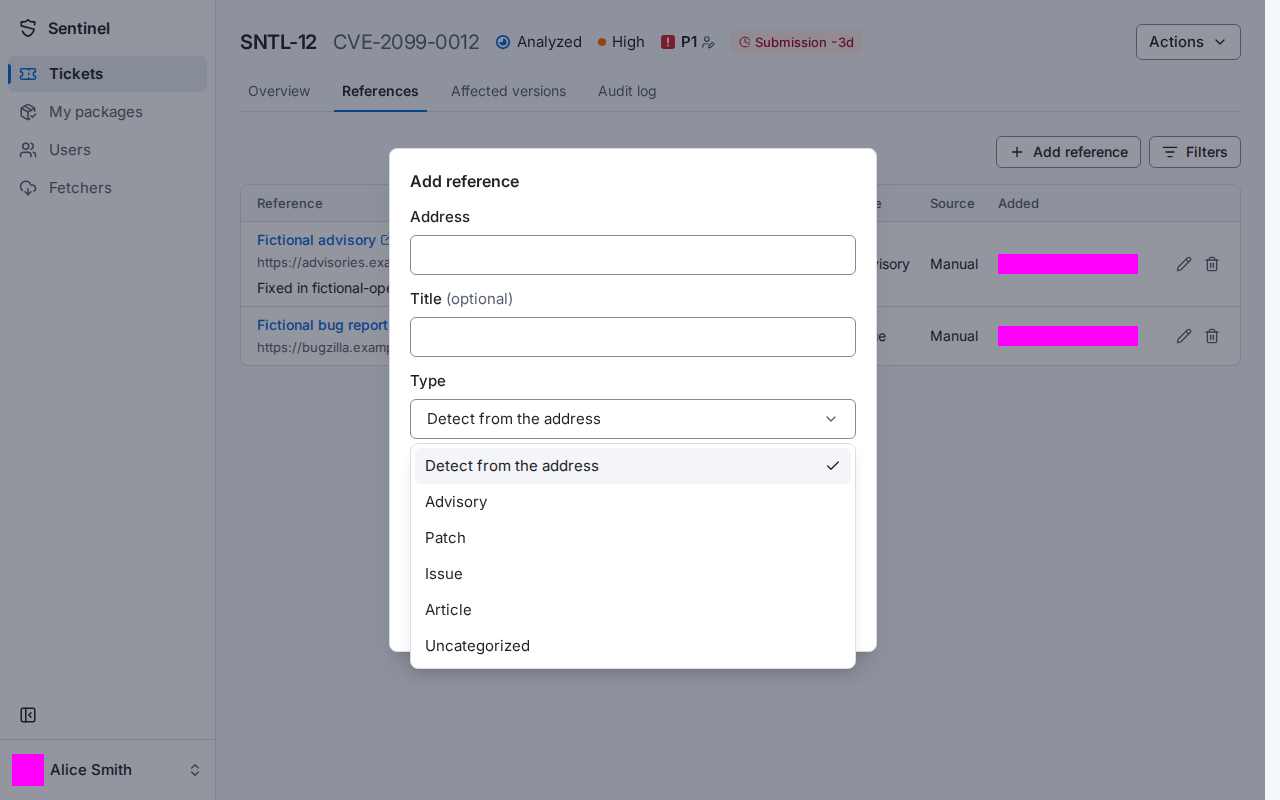 Sentinel
Tickets
My packages
Users
Fetchers
Alice Smith
SNTL-12 CVE-2099-0012 Analyzed High P1 Submission -3d
Actions
Overview References Affected versions Audit log
Add reference Filters
Reference Source Added
Fictional advisory
Manual
Fixed in
Fictional bug report
Manual
Add reference
Address
Title (optional)
Type
Detect from the address
Detect from the address
Advisory
Patch
Issue
Article
Uncategorized